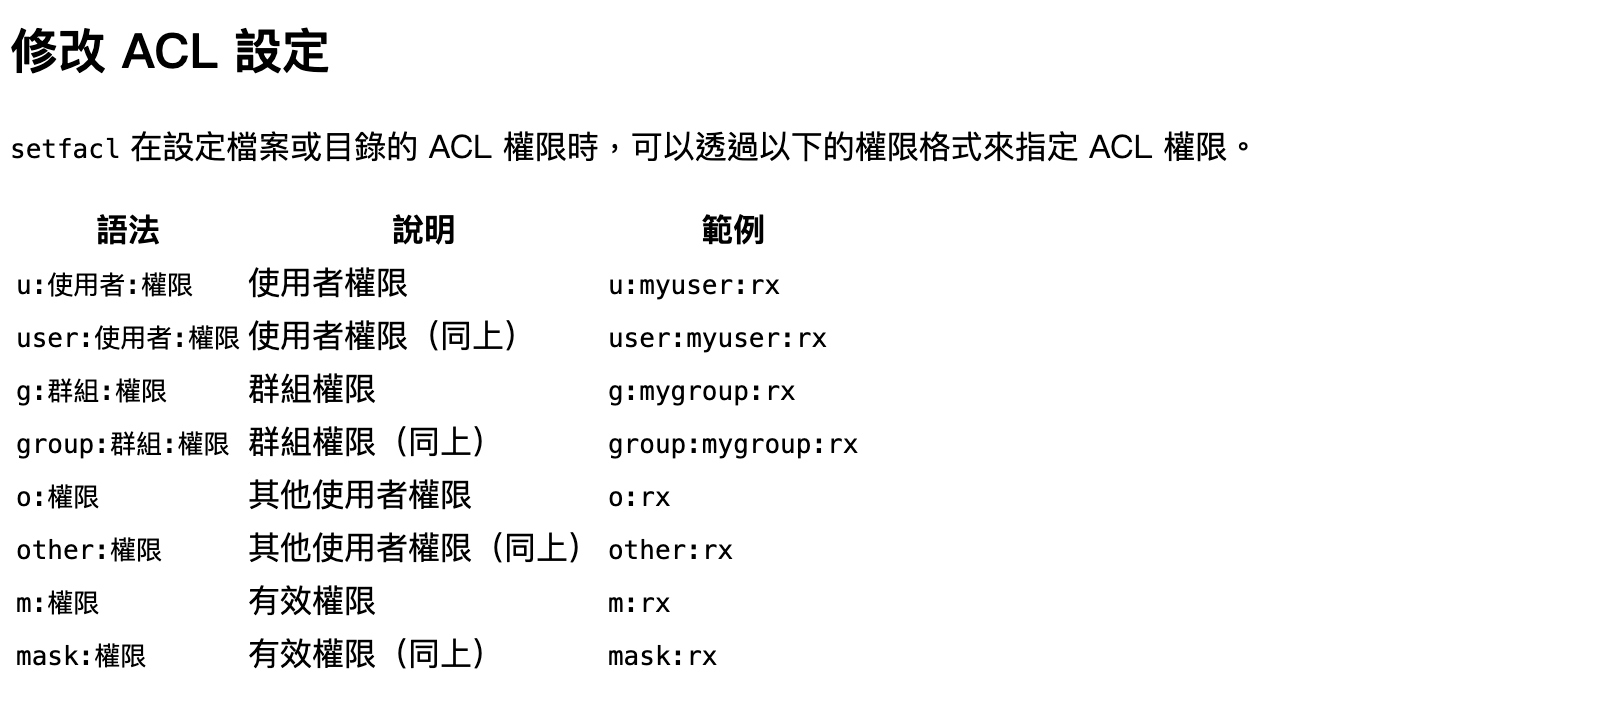 修改 ACL 設定
setfacl 在設定檔案或目錄的 ACL 權限時，可以透過以下的權限格式來指定 ACL 權限。
語法 說明 範例
u:使用者:權限 使用者權限 u:myuser:rx
user:使用者:權限 使用者權限（同上） user:myuser:rx
g:群組:權限 群組權限 g:mygroup:rx
group:群組:權限 群組權限（同上） group:mygroup:rx
o:權限 其他使用者權限 o:rx
other:權限 其他使用者權限（同上） other:rx
m:權限 有效權限 m:rx
mask:權限 有效權限（同上） mask:rx